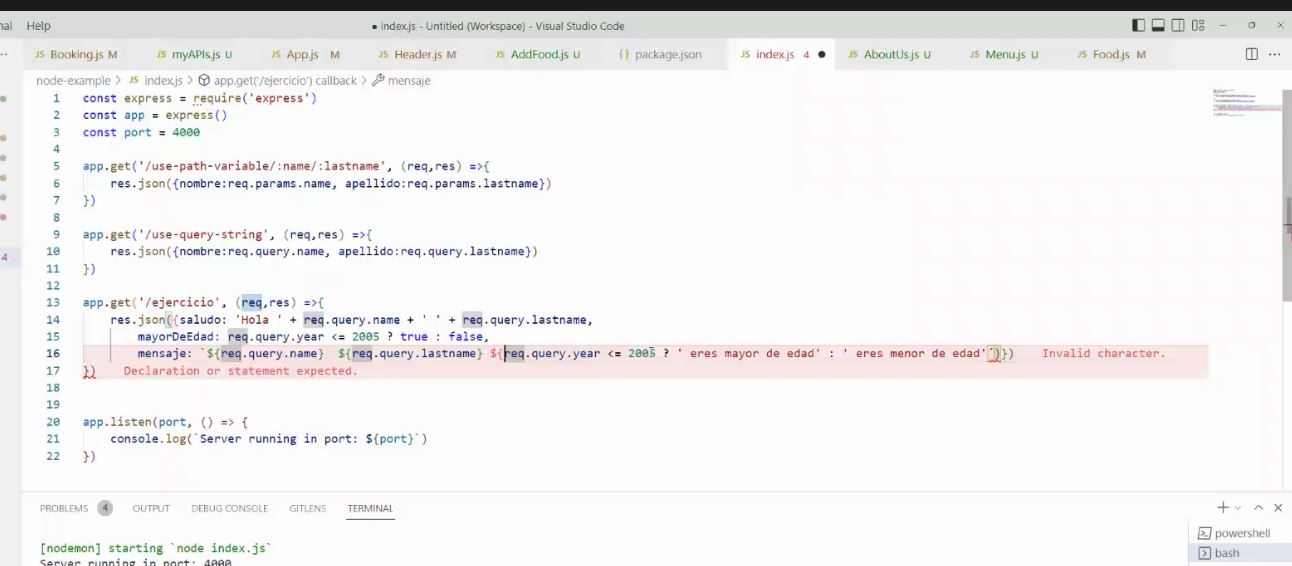 nal Help ● index.js - Untitled (Workspace) - Visual Studio Code
JS Booking.js M JS myAPIs.js U JS App.js M JS Header.js M JS AddFood.js U {} package.json JS index.js 4 ● JS AboutUs.js U JS Menu.js U JS Food.js M
node-example > JS index.js > app.get('/ejercicio') callback > mensaje
1 const express = require('express')
2 const app = express()
3 const port = 4000
4
5 app.get('/use-path-variable/:name/:lastname', (req,res) =>{
6 res.json({nombre:req.params.name, apellido:req.params.lastname})
7 })
8
9 app.get('/use-query-string', (req,res) =>{
10 res.json({nombre:req.query.name, apellido:req.query.lastname})
11 })
12
13 app.get('/ejercicio', (req,res) =>{
14 res.json({saludo: 'Hola ' + req.query.name + ' ' + req.query.lastname,
15 mayorDeEdad: req.query.year <= 2005 ? true : false,
16 mensaje: `${req.query.name} ${req.query.lastname} ${req.query.year <= 2005 ? ' eres mayor de edad' : ' eres menor de edad'´)}) Invalid character.
17 }) Declaration or statement expected.
18
19
20 app.listen(port, () => {
21 console.log(`Server running in port: ${port}`)
22 })
4
PROBLEMS 4 OUTPUT DEBUG CONSOLE GITLENS TERMINAL
[nodemon] starting `node index.js`
Server running in port: 4000
powershell
bash